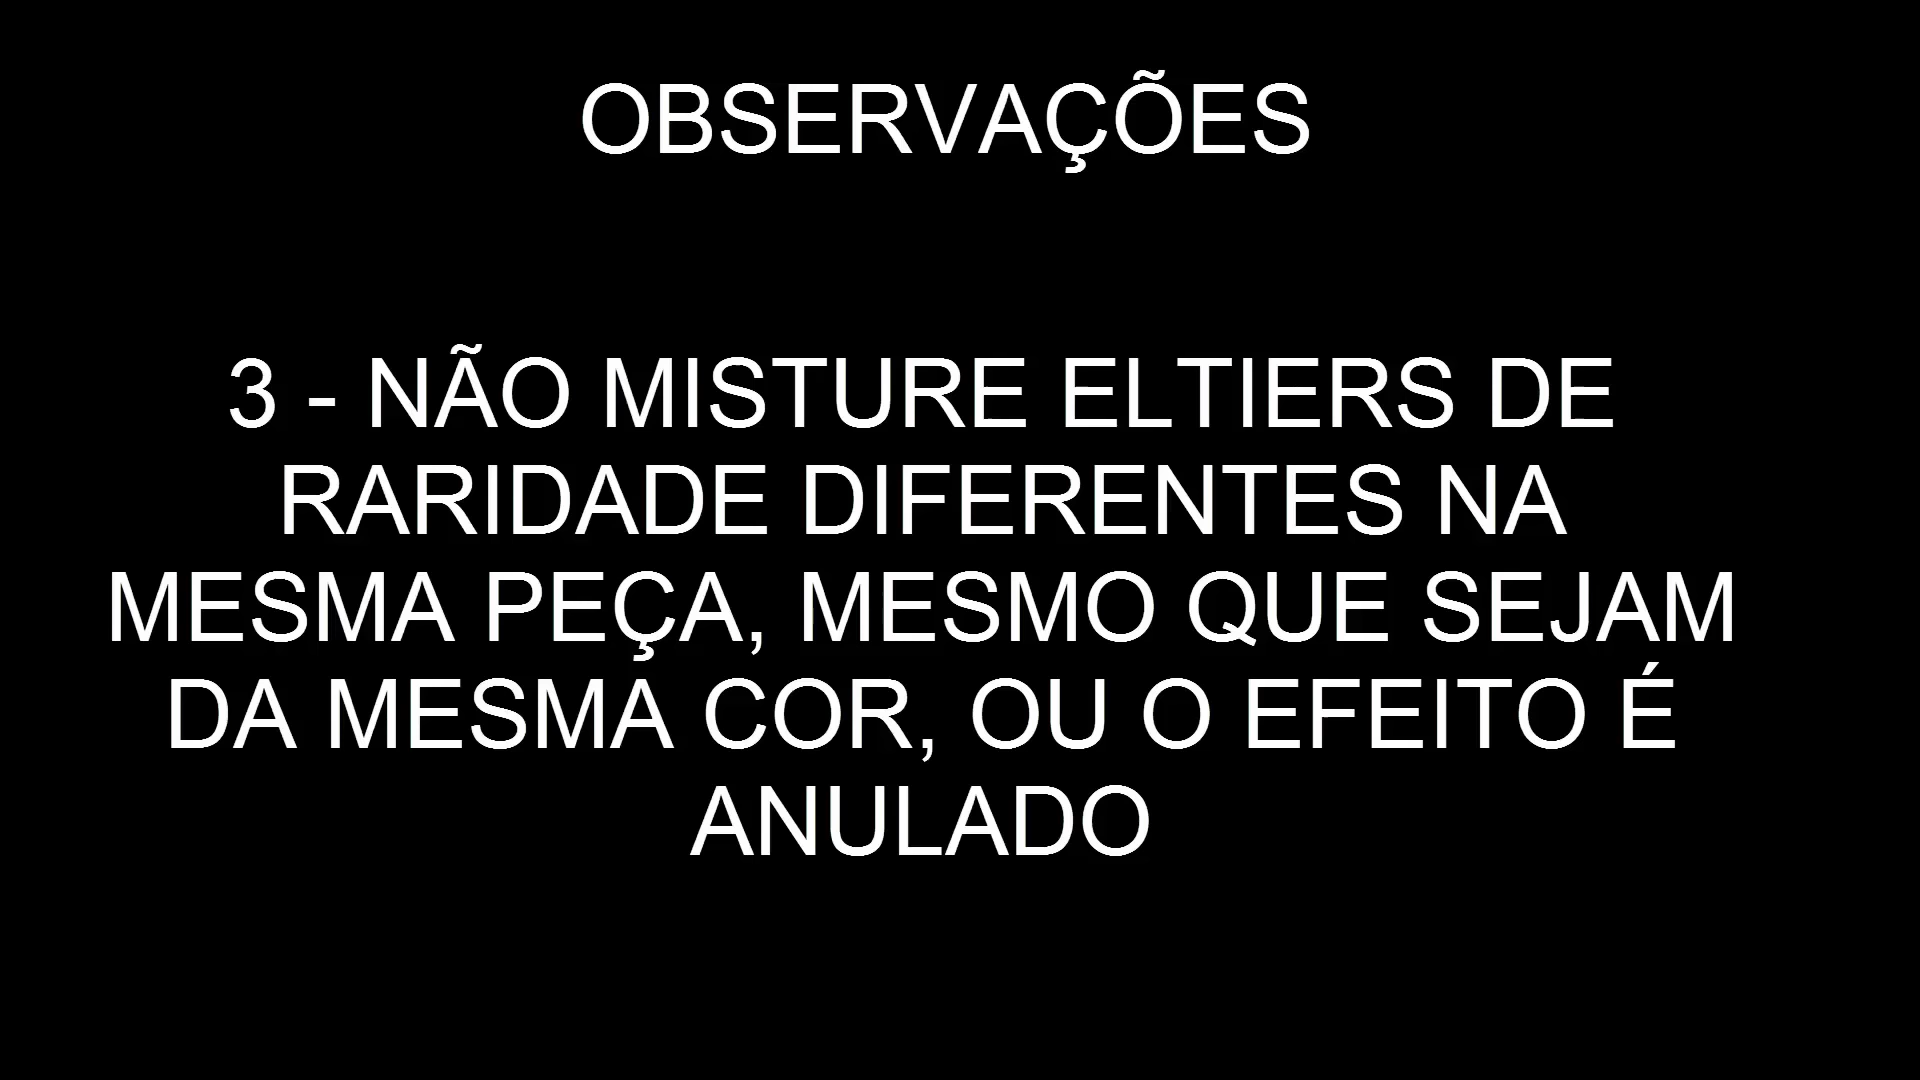 OBSERVAÇÕES
3 - NÃO MISTURE ELTIERS DE
RARIDADE DIFERENTES NA
MESMA PEÇA, MESMO QUE SEJAM
DA MESMA COR, OU O EFEITO É
ANULADO